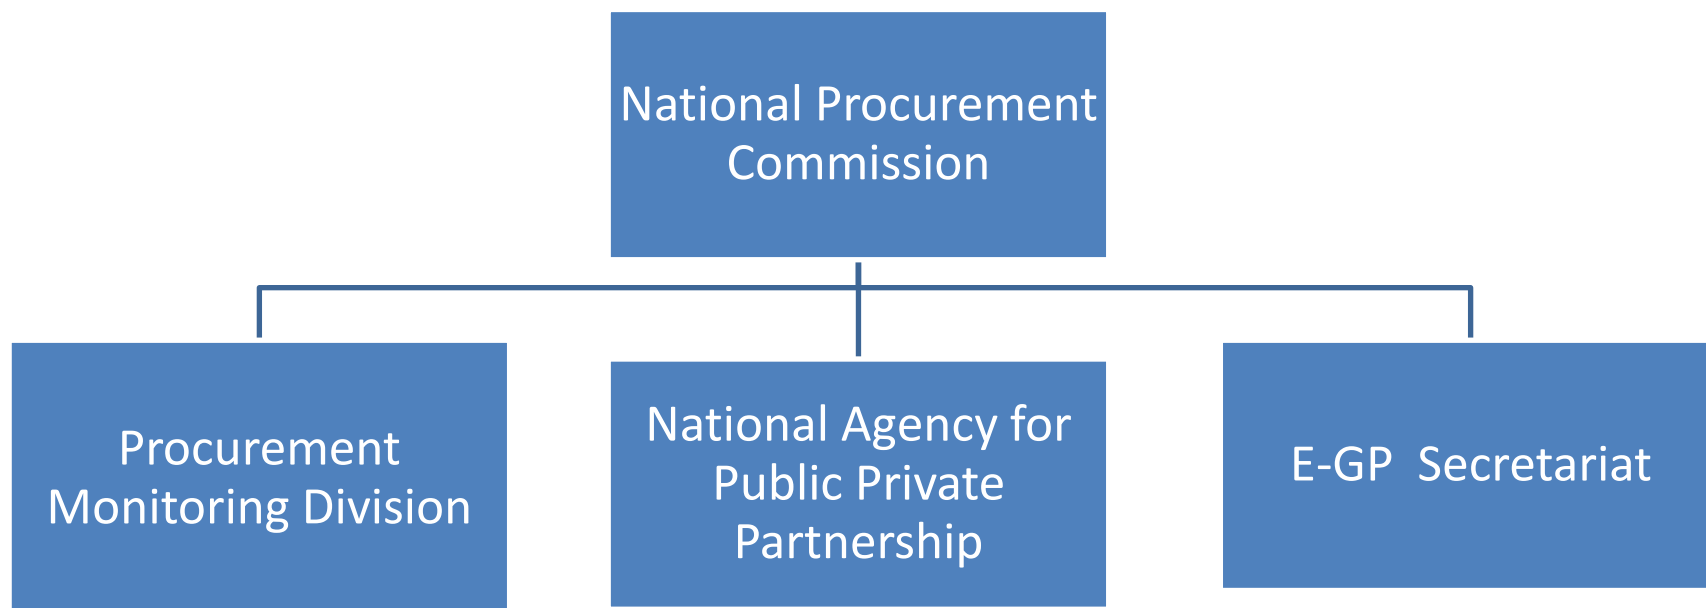 National Procurement
Commission
Procurement
Monitoring Division
National Agency for
Public Private
Partnership
E-GP  Secretariat